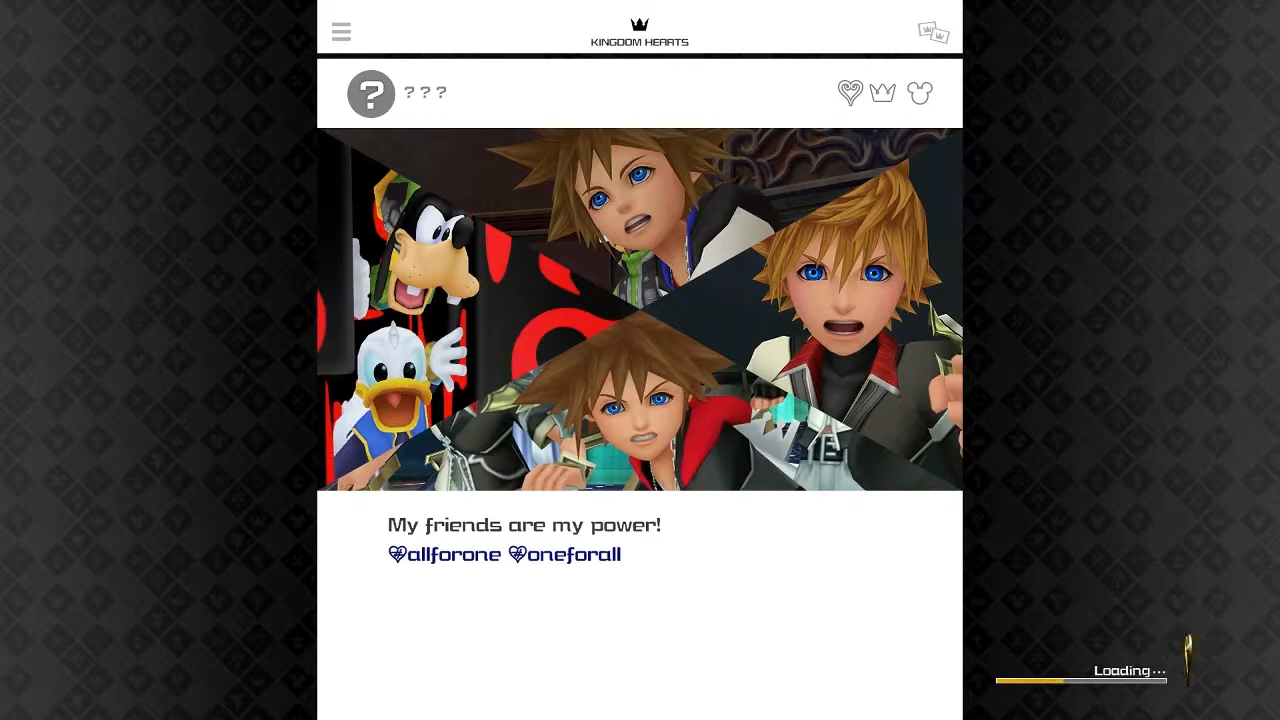 KINGDOM HEARTS
?
? ? ?
My friends are my power!
#allforone #oneforall
Loading...